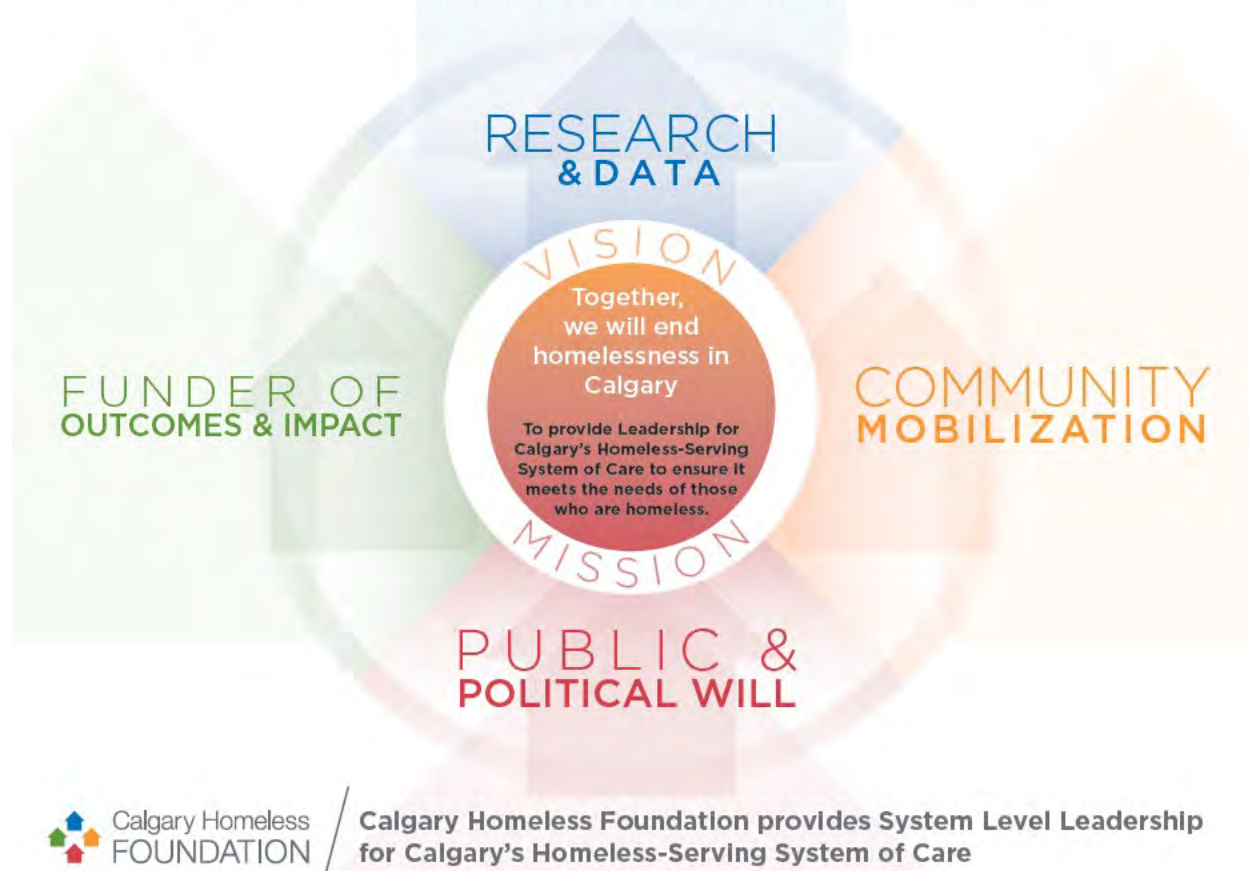 RESEARCH
& DATA
VISION
Together,
we will end
homelessness in
Calgary
To provide Leadership for
Calgary's Homeless-Serving
System of Care to ensure it
meets the needs of those
who are homeless.
MISSION
FUNDER OF
OUTCOMES & IMPACT
COMMUNITY
MOBILIZATION
PUBLIC &
POLITICAL WILL
Calgary Homeless
FOUNDATION
Calgary Homeless Foundation provides System Level Leadership
for Calgary's Homeless-Serving System of Care